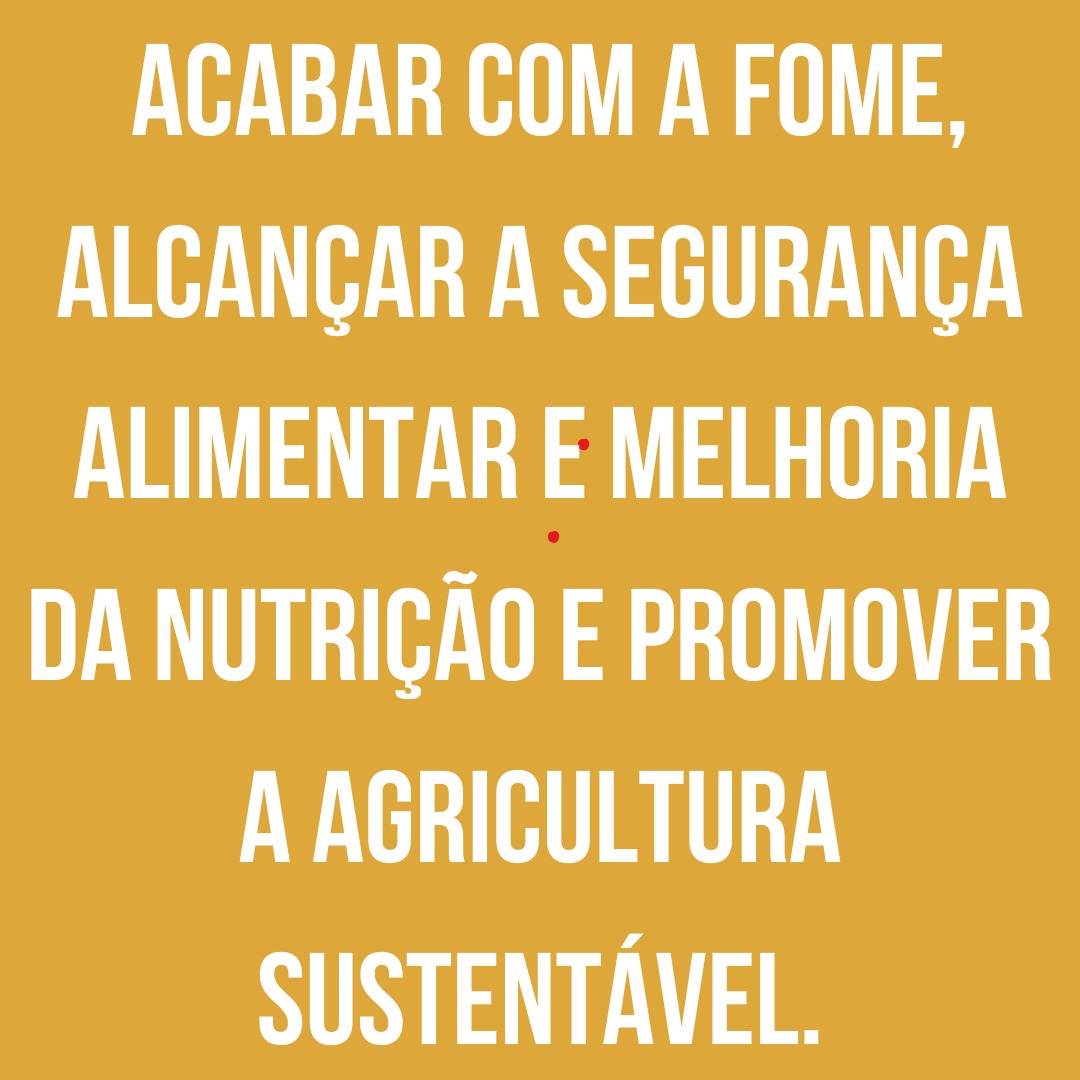 ACABAR COM A FOME,
ALCANÇAR A SEGURANÇA
ALIMENTAR E MELHORIA
DA NUTRIÇÃO E PROMOVER
A AGRICULTURA
SUSTENTÁVEL.